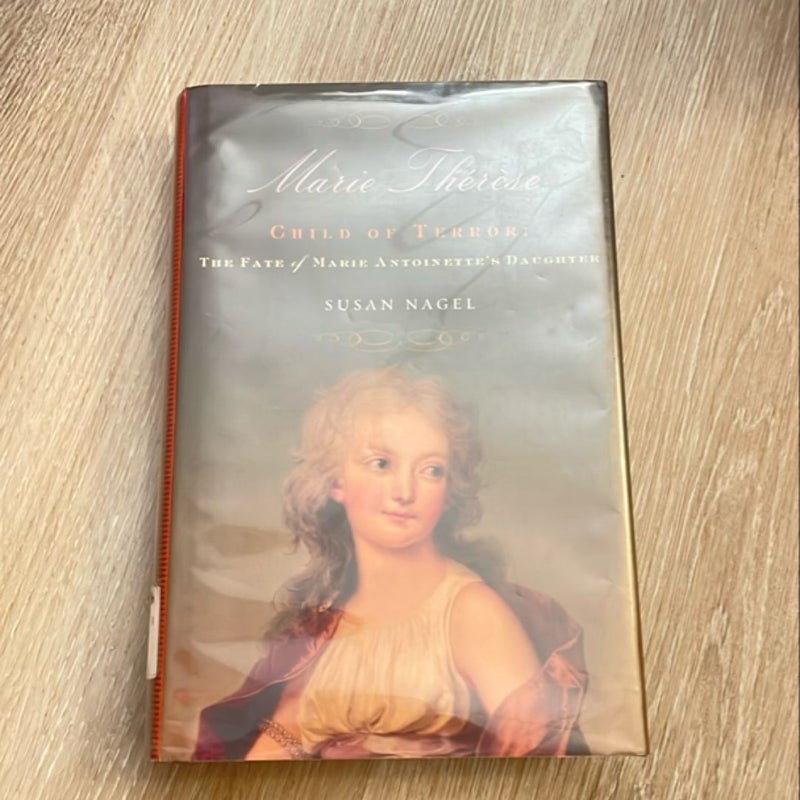 Marie Thérèse
CHILD OF TERROR:
THE FATE of MARIE ANTOINETTE'S DAUGHTER
SUSAN NAGEL